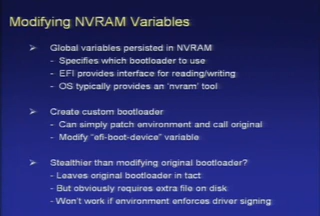 Modifying NVRAM Variables
➢ Global variables persisted in NVRAM
- Specifies which bootloader to use
- EFI provides interface for reading/writing
- OS typically provides an 'nvram' tool
➢ Create custom bootloader
- Can simply patch environment and call original
- Modify "efi-boot-device" variable
➢ Stealthier than modifying original bootloader?
- Leaves original bootloader in tact
- But obviously requires extra file on disk
- Won't work if environment enforces driver signing